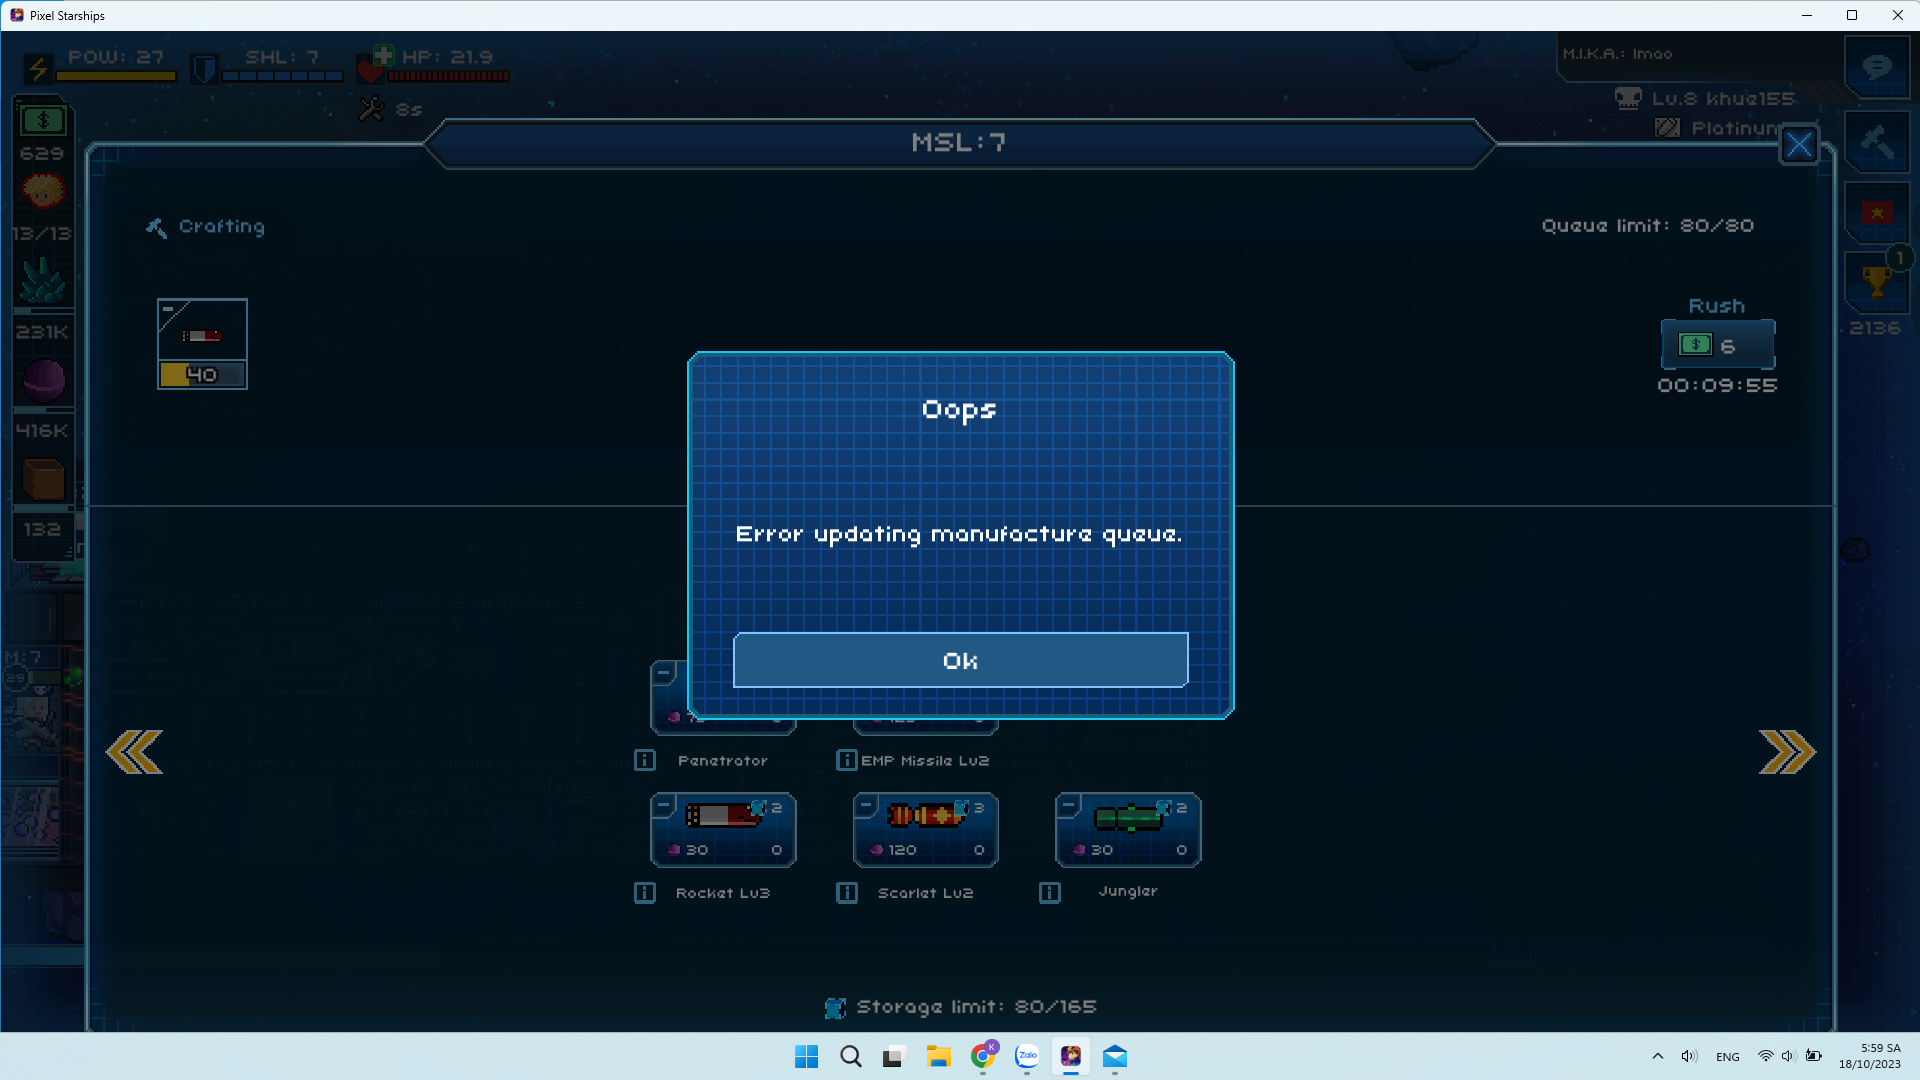 Pixel Starships
POW: 27
SHL: 7
HP: 21.9
M.I.K.A.: lmao
8s
Lv.8 khue155
Platinum
629
MSL:7
13/13
Crafting
Queue limit: 80/80
1
231K
Rush
2136
6
40
00:09:55
Oops
416K
132
Error updating manufacture queue.
M:7
29
Ok
Penetrator
EMP Missile Lv2
2
3
2
30
0
120
0
30
0
Rocket Lv3
Scarlet Lv2
Jungler
Storage limit: 80/165
K
Zalo
ENG
5:59 SA
18/10/2023